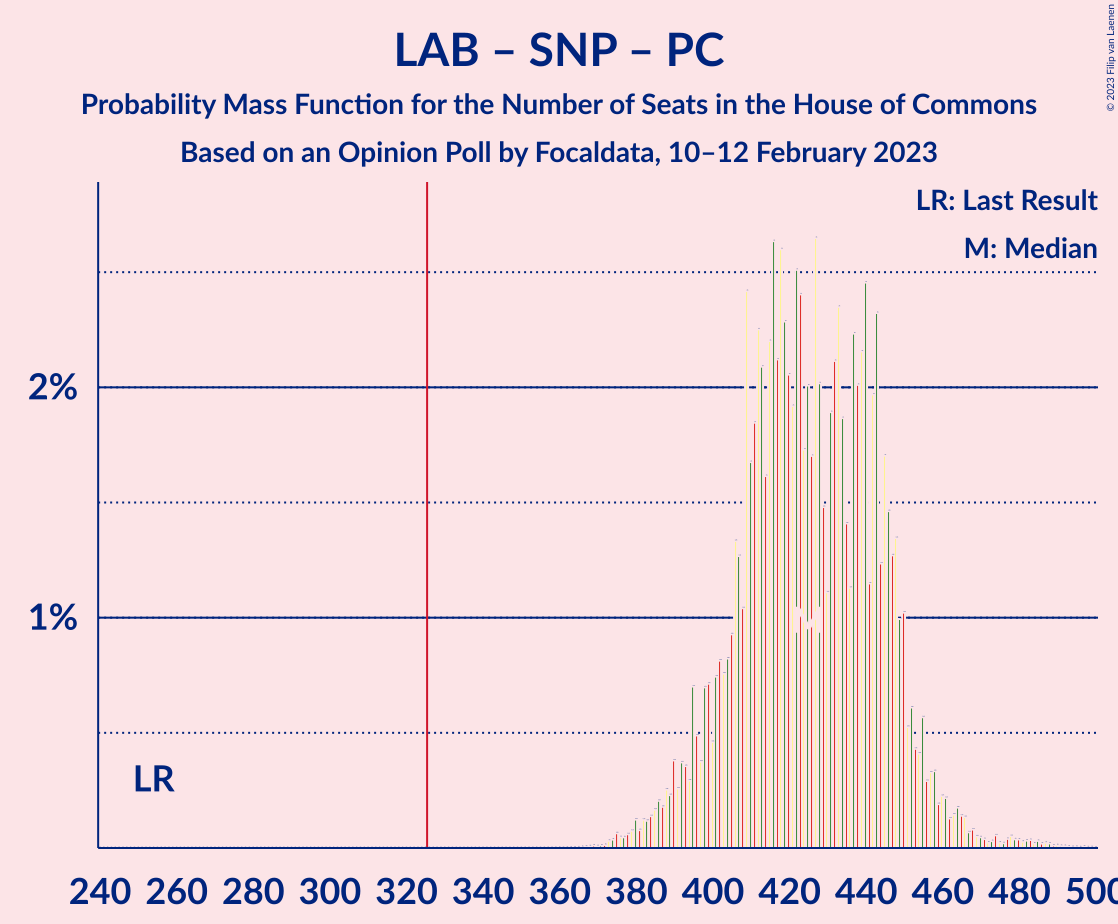 LAB – SNP – PC
Probability Mass Function for the Number of Seats in the House of Commons
Based on an Opinion Poll by Focaldata, 10–12 February 2023
© 2023 Filip van Laenen
LR: Last Result
M: Median
2%
1%
LR
240 260 280 300 320 340 360 380 400 420 440 460 480 500